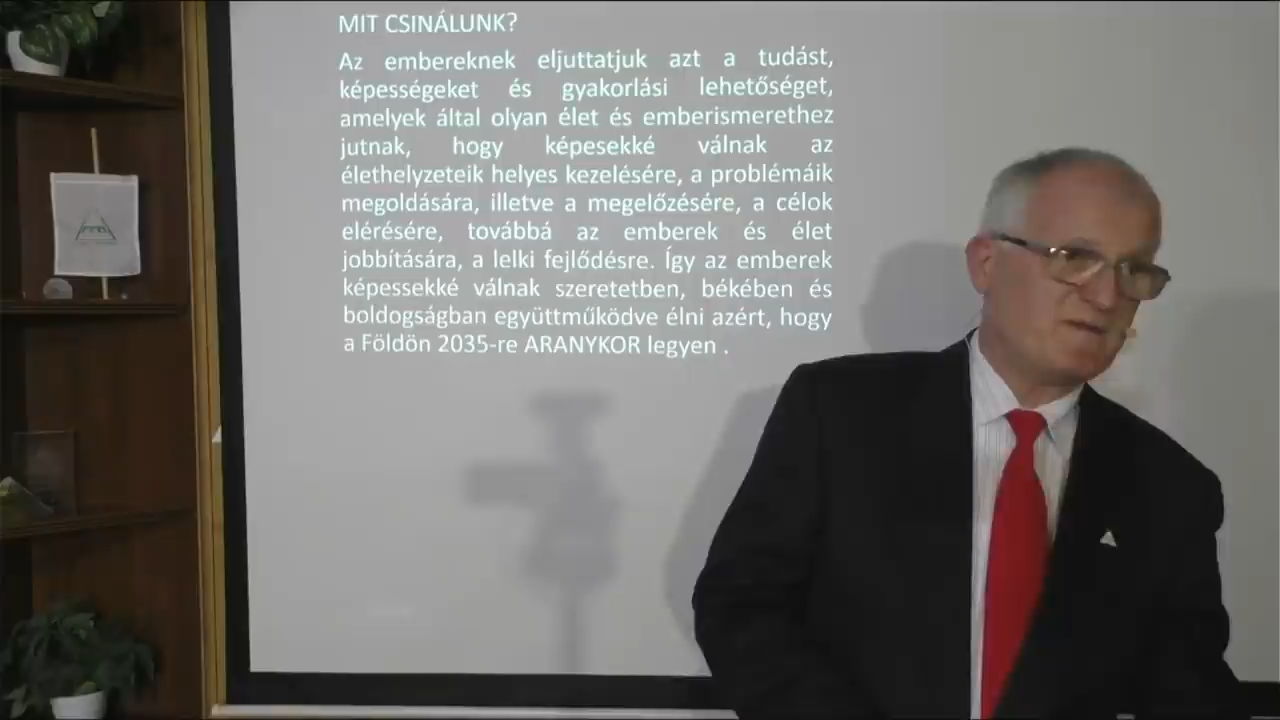 MIT CSINÁLUNK?
Az embereknek eljuttatjuk azt a tudást,
képességeket és gyakorlási lehetőséget,
amelyek által olyan élet és emberismerethez
jutnak, hogy képesekké válnak az
élethelyzeteik helyes kezelésére, a problémáik
megoldására, illetve a megelőzésére, a célok
elérésére, továbbá az emberek és élet
jobbítására, a lelki fejlődésre. Így az emberek
képessekké válnak szeretetben, békében és
boldogságban együttműködve élni azért, hogy
a Földön 2035-re ARANYKOR legyen .